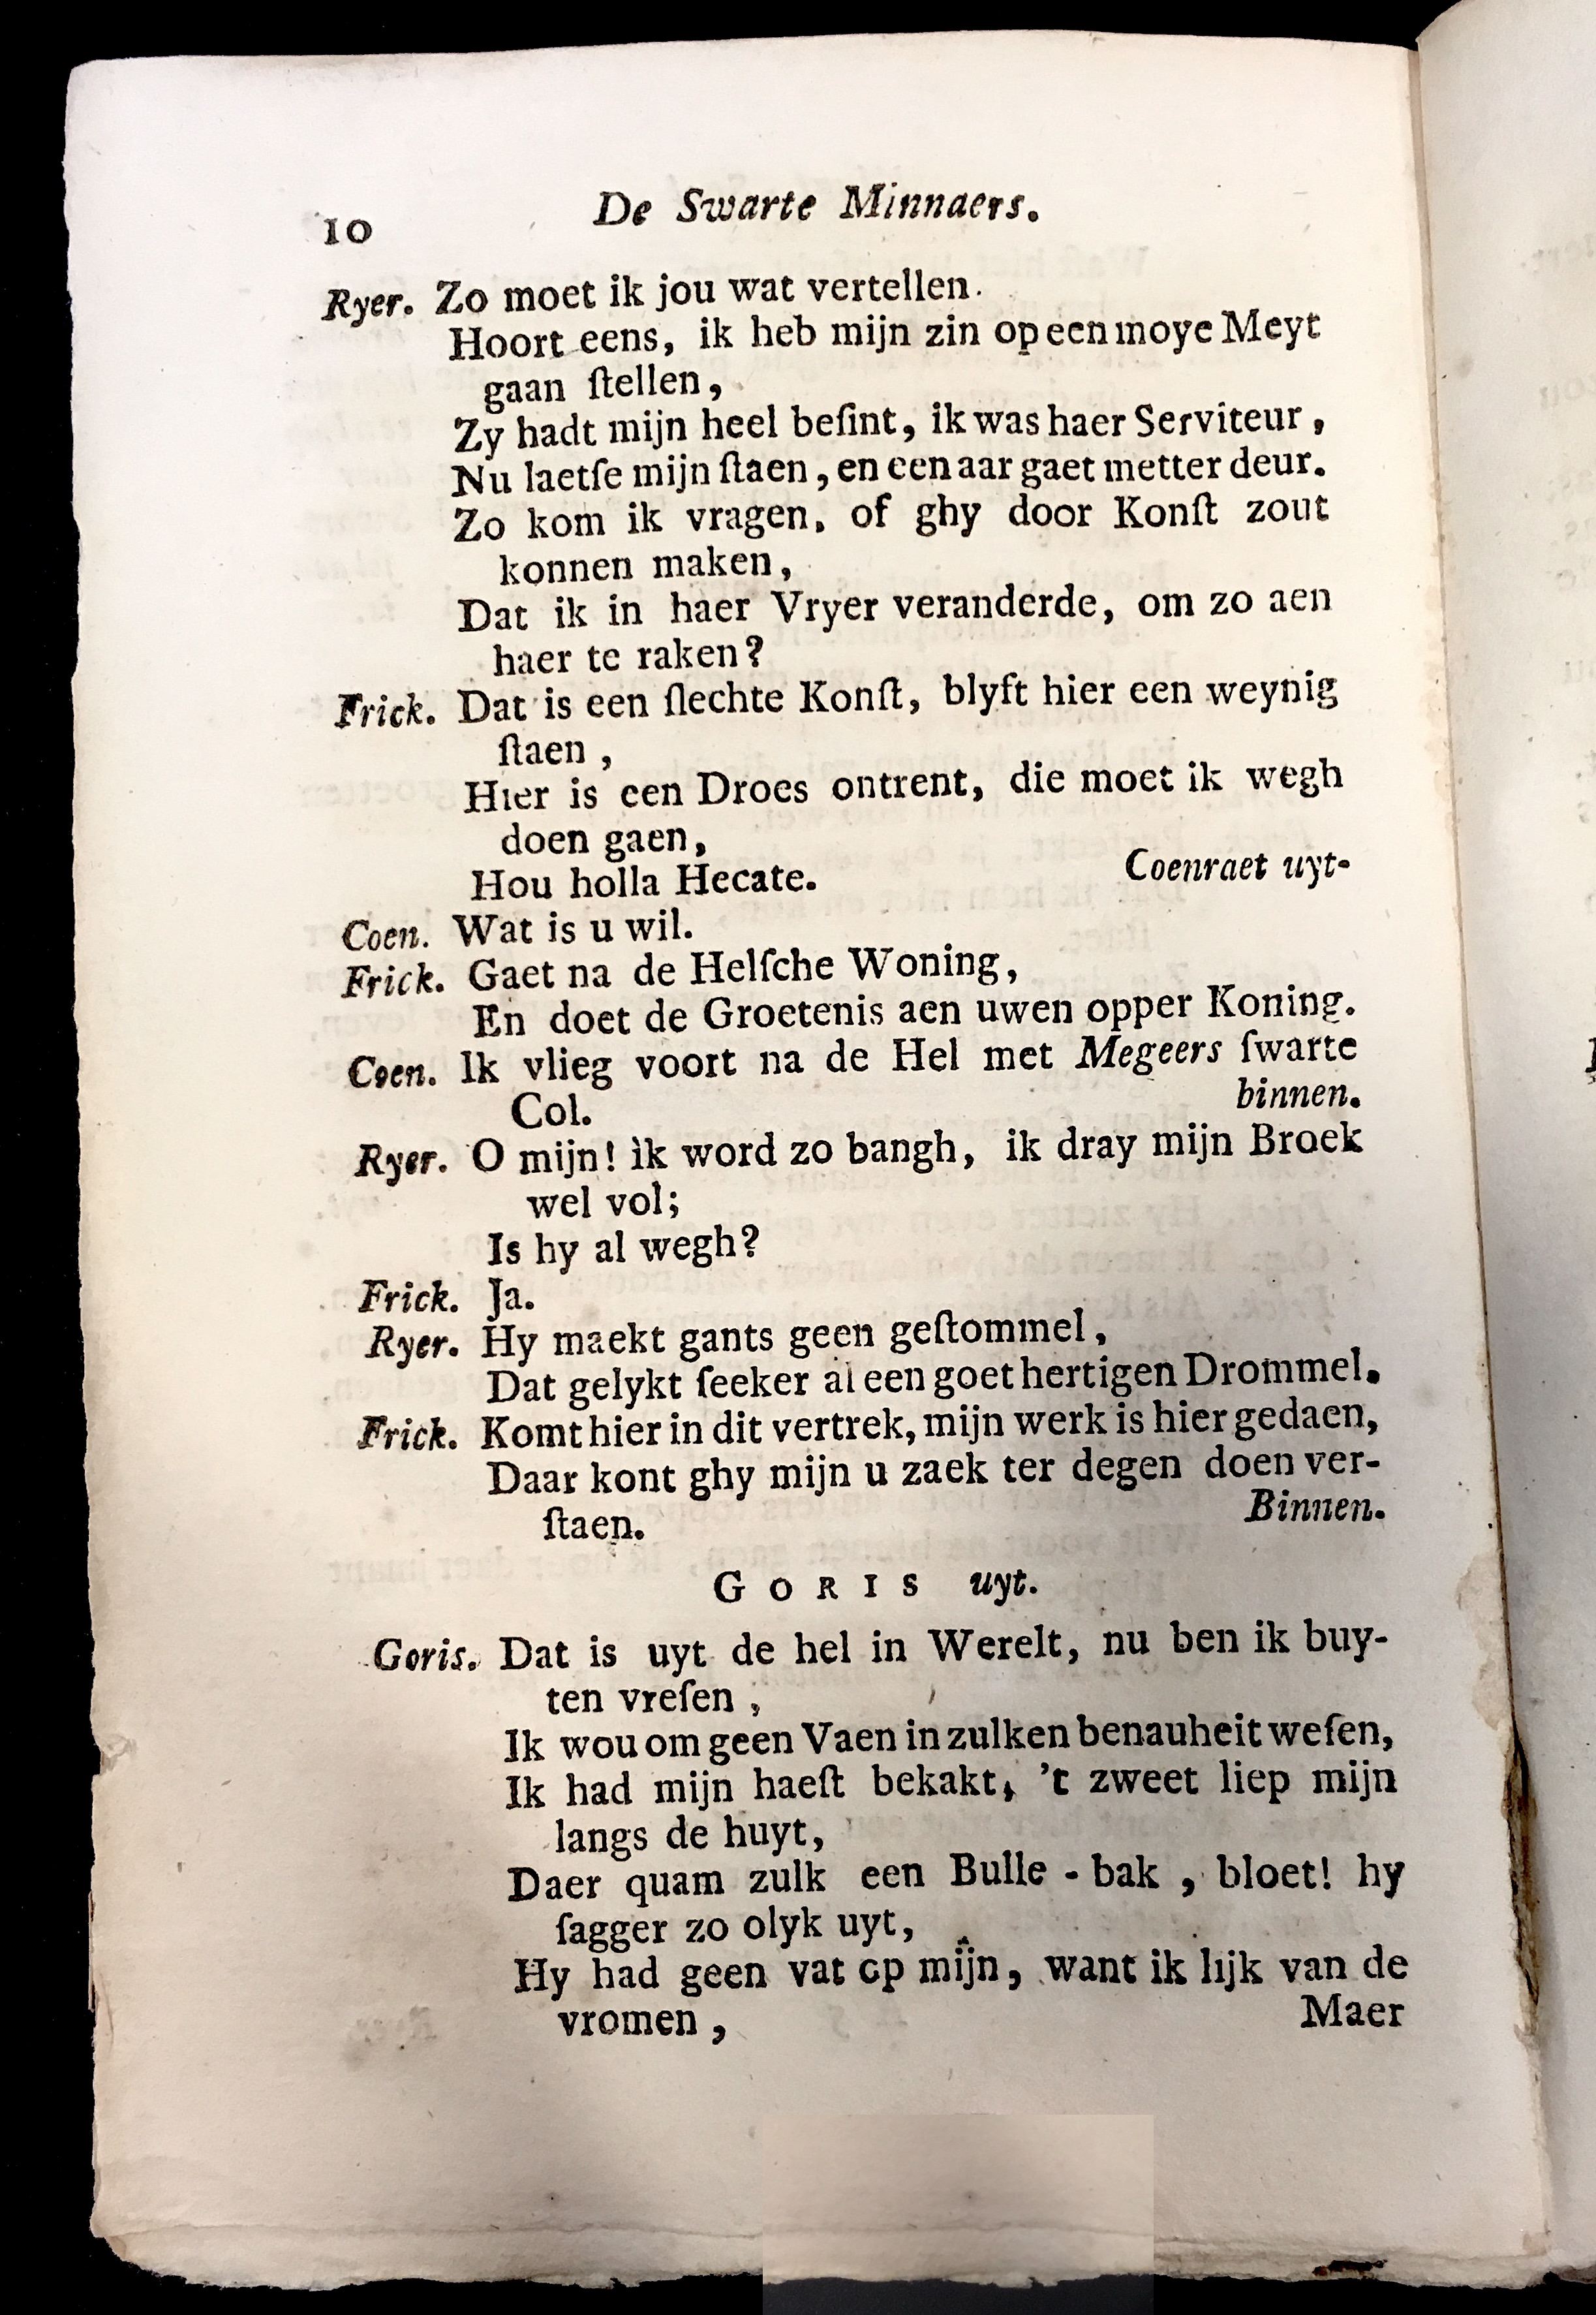 10 De Swarte Minnaers.
Ryer. Zo moet ik jou wat vertellen.
Hoort eens, ik heb mijn zin op een moye Meyt
gaan ſtellen,
Zy hadt mijn heel beſint, ik was haer Serviteur,
Nu laetſe mijn ſtaen, en een aar gaet metter deur.
Zo kom ik vragen, of ghy door Konſt zout
konnen maken,
Dat ik in haer Vryer veranderde, om zo aen
haer te raken?
Frick. Dat is een ſlechte Konſt, blyft hier een weynig
ſtaen,
Hier is een Droes ontrent, die moet ik wegh
doen gaen,
Hou holla Hecate. Coenraet uyt-
Coen. Wat is u wil.
Frick. Gaet na de Helſche Woning,
En doet de Groetenis aen uwen opper Koning.
Coen. Ik vlieg voort na de Hel met Megeers ſwarte
Col. binnen.
Ryer. O mijn! ik word zo bangh, ik dray mijn Broek
wel vol;
Is hy al wegh?
Frick. Ja.
Ryer. Hy maekt gants geen geſtommel,
Dat gelykt ſeeker al een goethertigen Drommel.
Frick. Komt hier in dit vertrek, mijn werk is hier gedaen,
Daar kont ghy mijn u zaek ter degen doen ver-
ſtaen. Binnen.
GORIS uyt.
Goris. Dat is uyt de hel in Werelt, nu ben ik buy-
ten vreſen,
Ik wou om geen Vaen in zulken benauheit weſen,
Ik had mijn haeſt bekakt, 't zweet liep mijn
langs de huyt,
Daer quam zulk een Bulle-bak, bloet! hy
ſagger zo olyk uyt,
Hy had geen vat op mijn, want ik lijk van de
vromen,
Maer